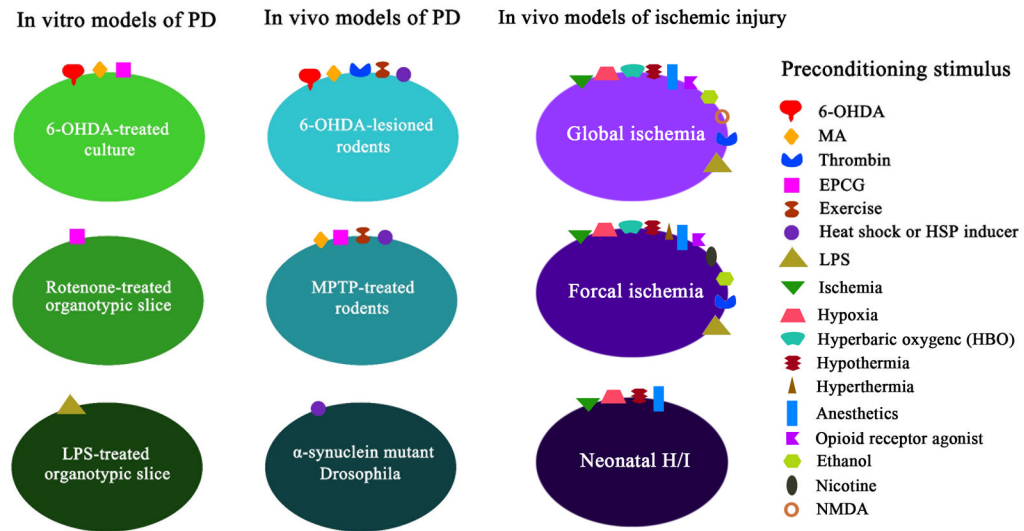 In vitro models of PD
In vivo models of PD
In vivo models of ischemic injury
6-OHDA-treated
culture
6-OHDA-lesioned
rodents
Global ischemia
Rotenone-treated
organotypic slice
MPTP-treated
rodents
Forcal ischemia
LPS-treated
organotypic slice
α-synuclein mutant
Drosophila
Neonatal H/I
Preconditioning stimulus
6-OHDA
MA
Thrombin
EPCG
Exercise
Heat shock or HSP inducer
LPS
Ischemia
Hypoxia
Hyperbaric oxygenc (HBO)
Hypothermia
Hyperthermia
Anesthetics
Opioid receptor agonist
Ethanol
Nicotine
NMDA